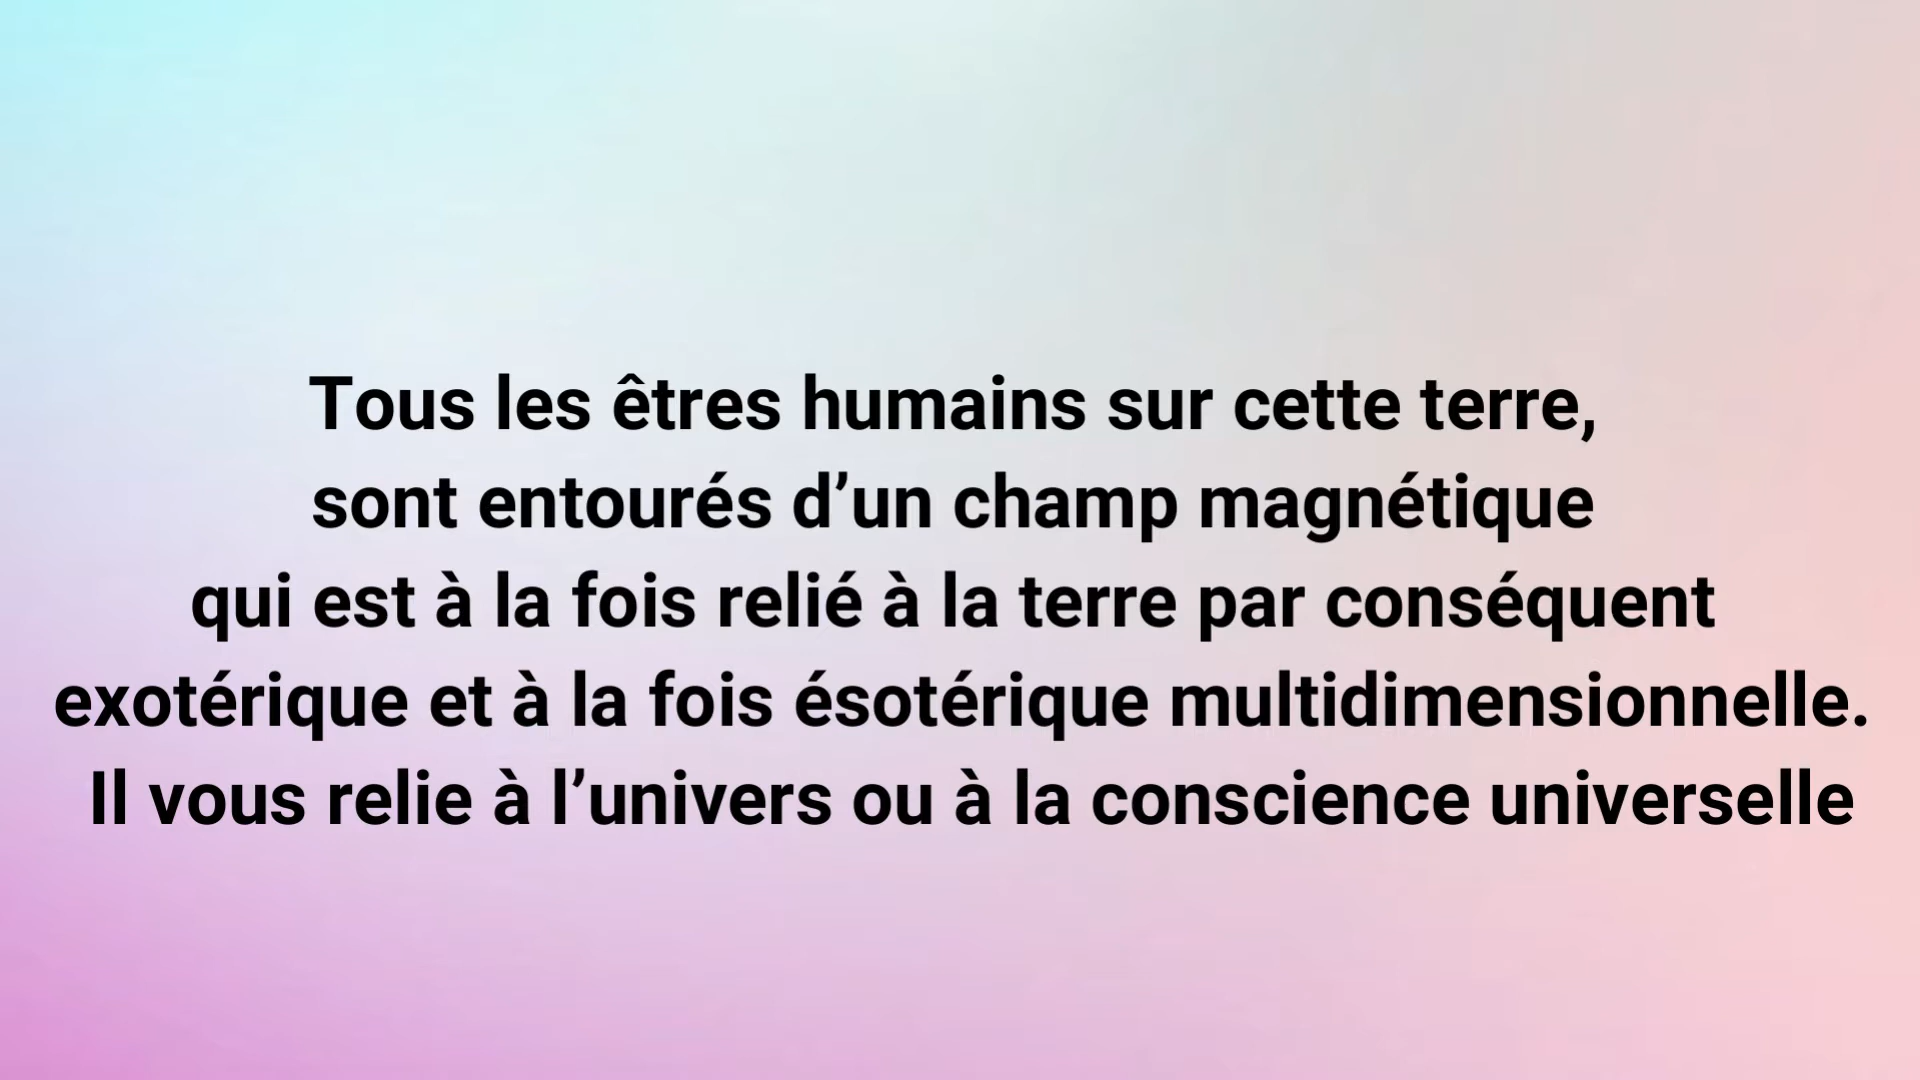 Tous les êtres humains sur cette terre,
sont entourés d’un champ magnétique
qui est à la fois relié à la terre par conséquent
exotérique et à la fois ésotérique multidimensionnelle.
Il vous relie à l’univers ou à la conscience universelle